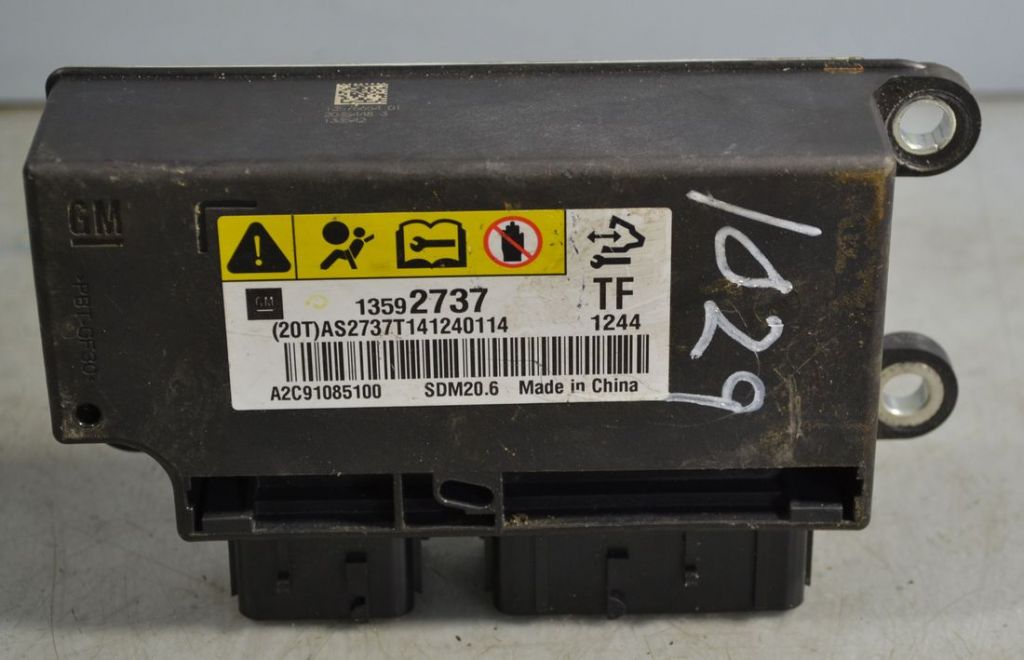 GM
GM
13592737
TF
(20T)AS2737T141240114
1244
A2C91085100 SDM20.6 Made in China
1029